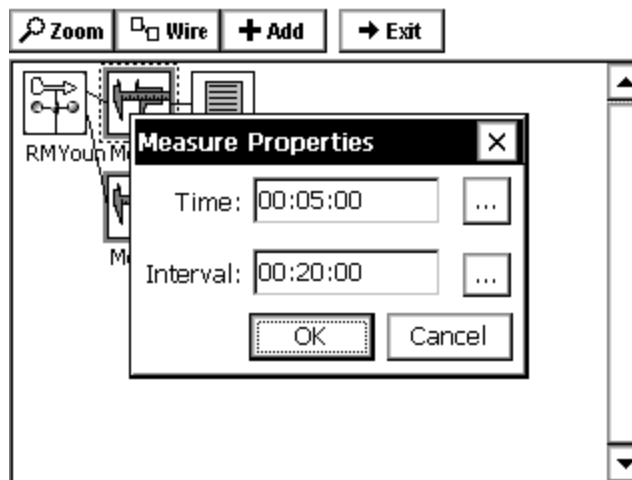 Zoom Wire Add Exit
RMYoun M
Measure Properties
Time: 00:05:00 ...
M
Interval: 00:20:00 ...
OK Cancel